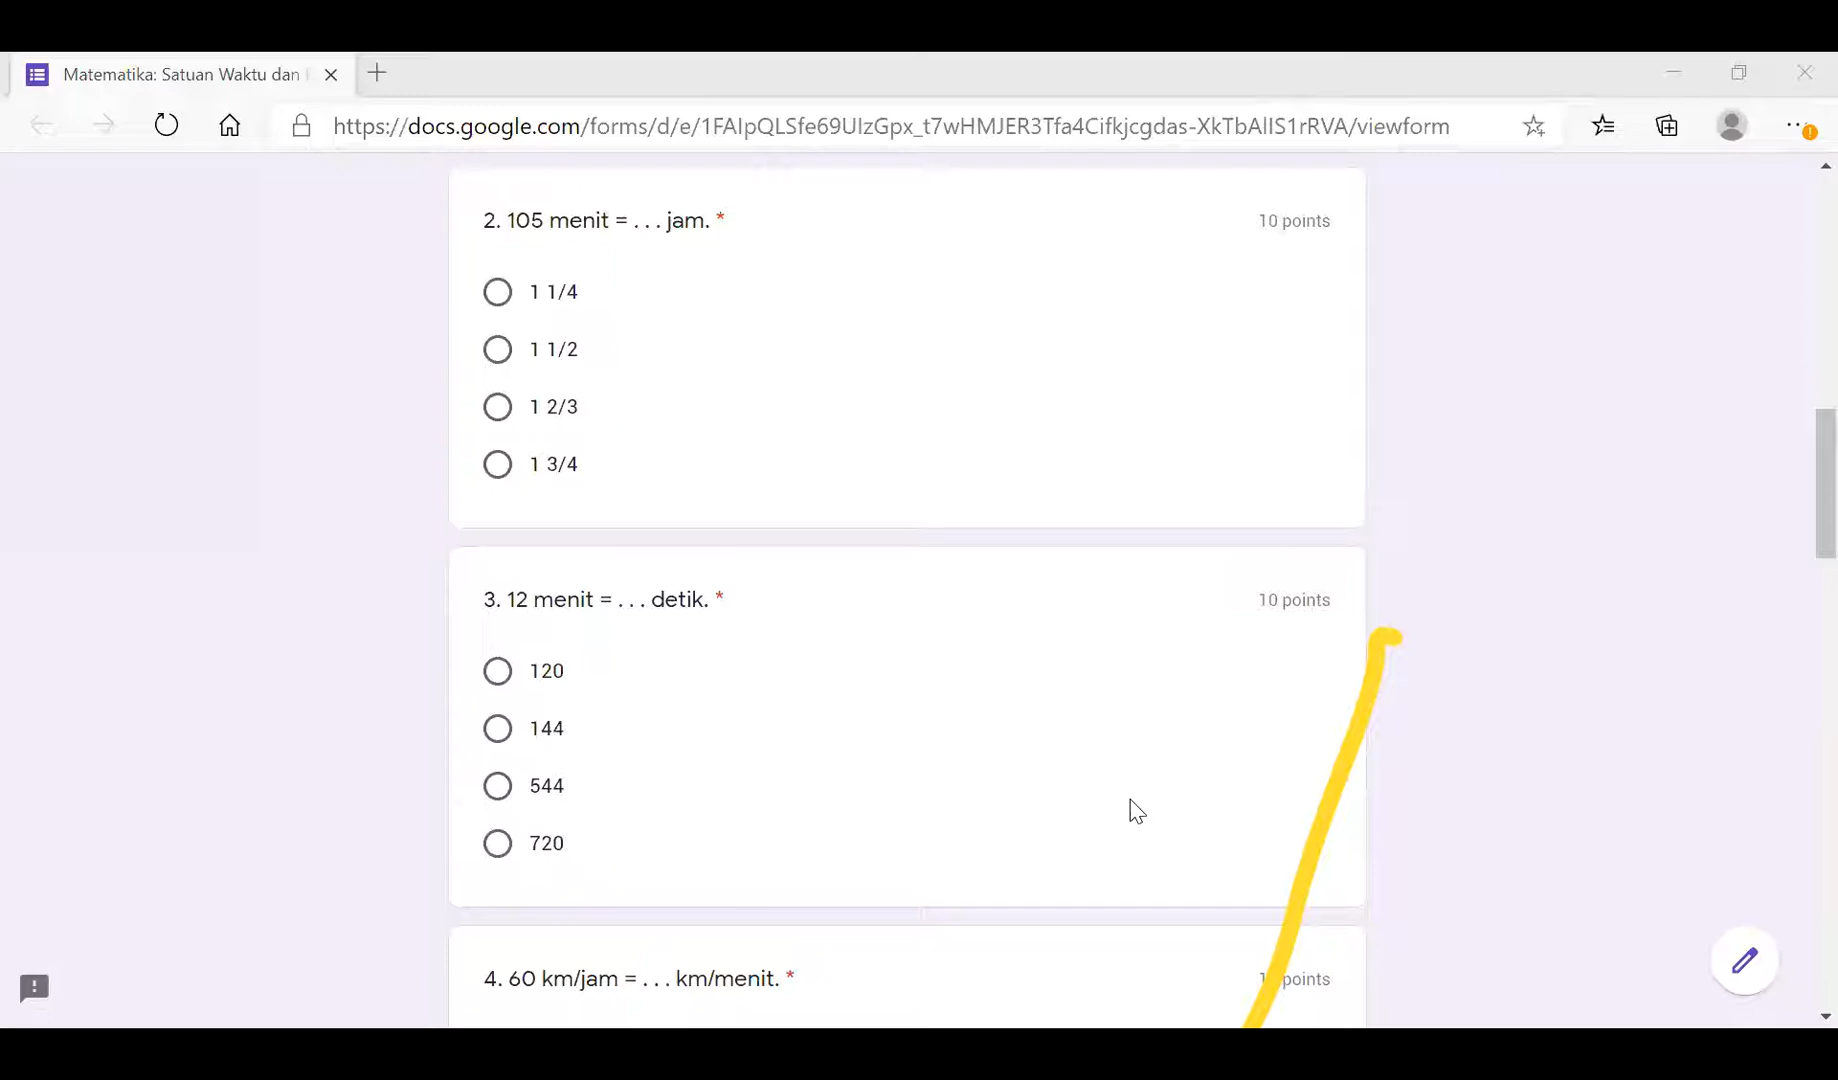 Matematika: Satuan Waktu dan
https://docs.google.com/forms/d/e/1FAIpQLSfe69UIzGpx_t7wHMJER3Tfa4Cifkjcgdas-XkTbAlIS1rRVA/viewform
2. 105 menit = . . . jam. * 10 points
1 1/4
1 1/2
1 2/3
1 3/4
3. 12 menit = . . . detik. * 10 points
120
144
544
720
4. 60 km/jam = . . . km/menit. * points